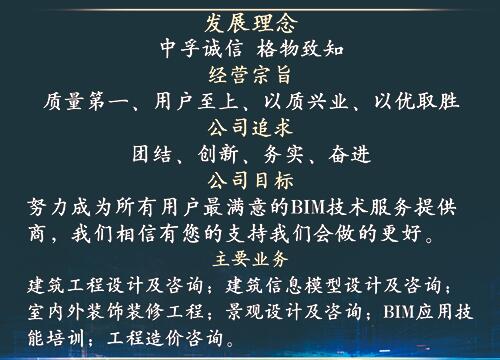 发展理念
中孚诚信 格物致知
经营宗旨
质量第一、用户至上、以质兴业、以优取胜
公司追求
团结、创新、务实、奋进
公司目标
努力成为所有用户最满意的BIM技术服务提供
商，我们相信有您的支持我们会做的更好。
主要业务
建筑工程设计及咨询；建筑信息模型设计及咨询；
室内外装饰装修工程；景观设计及咨询；BIM应用技
能培训；工程造价咨询。